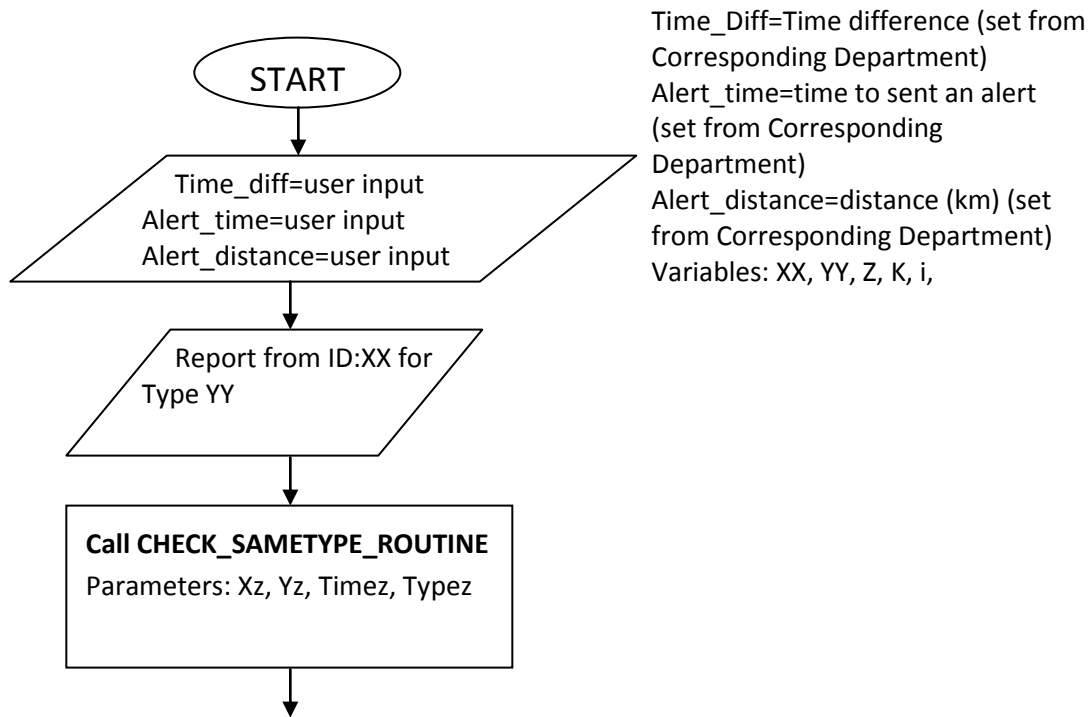 START
Time_diff=user input
Alert_time=user input
Alert_distance=user input
Report from ID:XX for
Type YY
Call CHECK_SAMETYPE_ROUTINE
Parameters: Xz, Yz, Timez, Typez
Time_Diff=Time difference (set from
Corresponding Department)
Alert_time=time to sent an alert
(set from Corresponding
Department)
Alert_distance=distance (km) (set
from Corresponding Department)
Variables: XX, YY, Z, K, i,